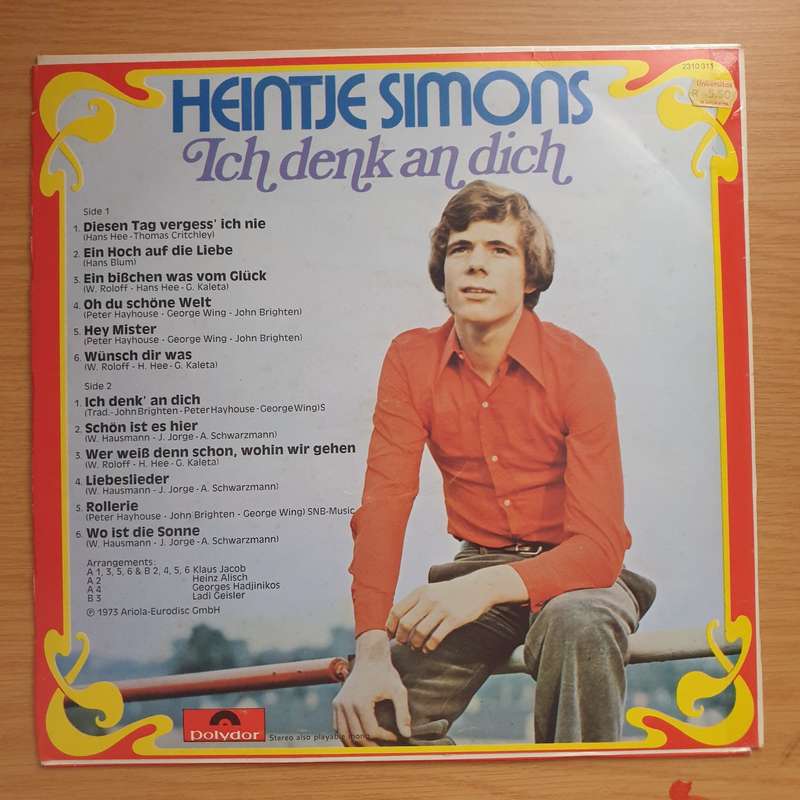 2310 311
Universitas
R 5.50
HEINTJE SIMONS
Ich denk an dich
Side 1
1. Diesen Tag vergess' ich nie
(Hans Hee - Thomas Critchley)
2. Ein Hoch auf die Liebe
(Hans Blum)
3. Ein bißchen was vom Glück
(W. Roloff - Hans Hee - G. Kaleta)
4. Oh du schöne Welt
(Peter Hayhouse - George Wing - John Brighten)
5. Hey Mister
(Peter Hayhouse - George Wing - John Brighten)
6. Wünsch dir was
(W. Roloff - H. Hee - G. Kaleta)
Side 2
1. Ich denk' an dich
(Trad. - John Brighten - Peter Hayhouse - George Wing)S
2. Schön ist es hier
(W. Hausmann - J. Jorge - A. Schwarzmann)
3. Wer weiß denn schon, wohin wir gehen
(W. Roloff - H. Hee - G. Kaleta)
4. Liebeslieder
(W. Hausmann - J. Jorge - A. Schwarzmann)
5. Rollerie
(Peter Hayhouse - John Brighten - George Wing) SNB-Music
6. Wo ist die Sonne
(W. Hausmann - J. Jorge - A. Schwarzmann)
Arrangements:
A 1, 3, 5, 6 & B 2, 4, 5, 6 Klaus Jacob
A 2 Heinz Alisch
A 4 Georges Hadjinikos
B 3 Ladi Geisler
℗ 1973 Ariola-Eurodisc GmbH
polydor
Stereo also playable mono